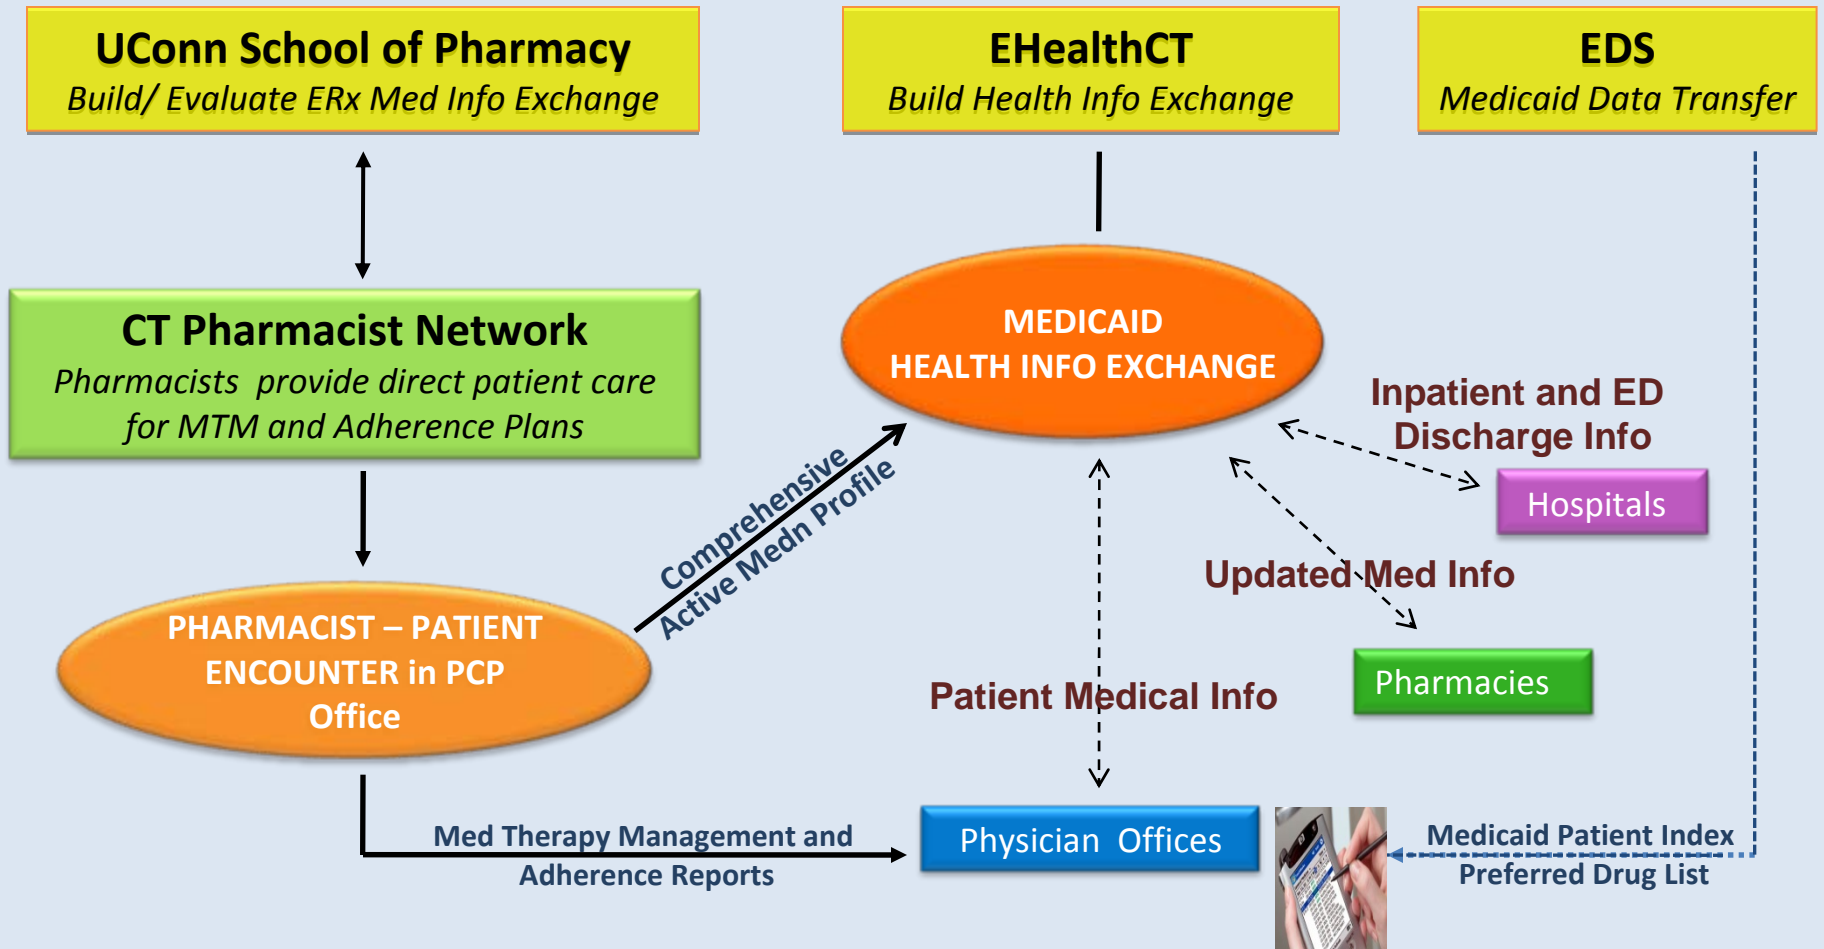 UConn School of Pharmacy
Build/ Evaluate ERx Med Info Exchange
EHealthCT
Build Health Info Exchange
EDS
Medicaid Data Transfer
CT Pharmacist Network
Pharmacists provide direct patient care
for MTM and Adherence Plans
MEDICAID
HEALTH INFO EXCHANGE
Inpatient and ED
Discharge Info
Hospitals
Comprehensive
Active Medn Profile
Updated Med Info
PHARMACIST – PATIENT
ENCOUNTER in PCP
Office
Patient Medical Info
Pharmacies
Med Therapy Management and
Adherence Reports
Physician Offices
Medicaid Patient Index
Preferred Drug List